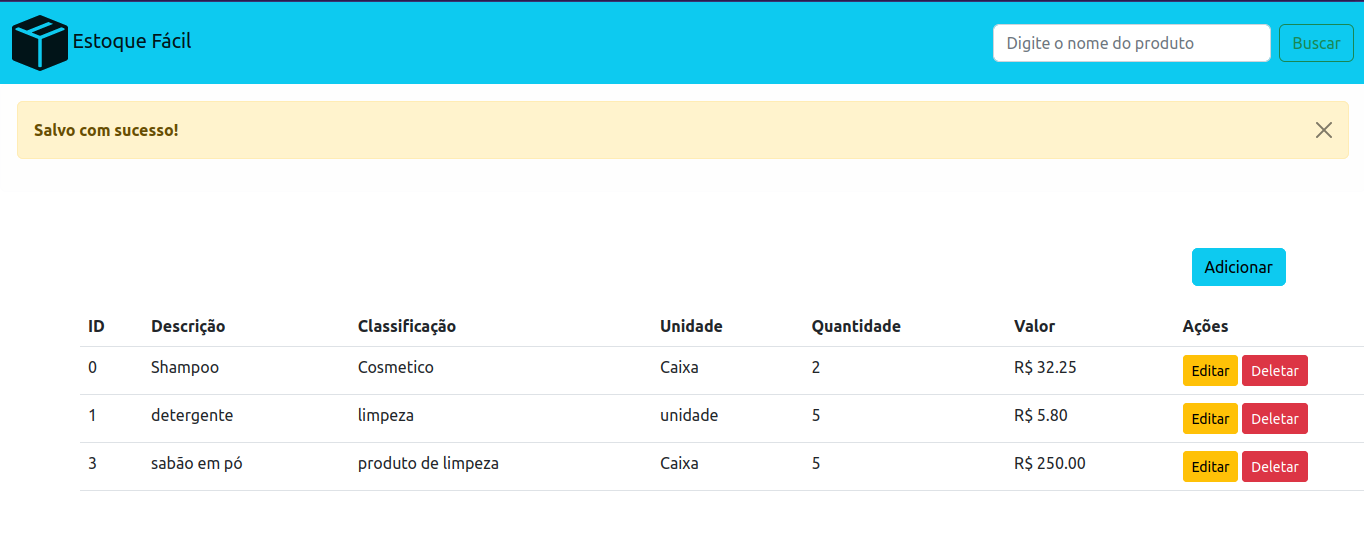 Estoque Fácil
Digite o nome do produto Buscar
Salvo com sucesso!
Adicionar
ID Descrição Classificação Unidade Quantidade Valor Ações
0 Shampoo Cosmetico Caixa 2 R$ 32.25 Editar Deletar
1 detergente limpeza unidade 5 R$ 5.80 Editar Deletar
3 sabão em pó produto de limpeza Caixa 5 R$ 250.00 Editar Deletar